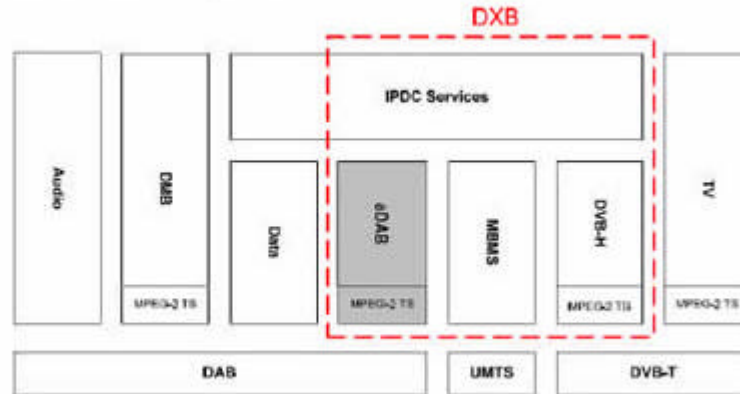 DXB
IPDC Services
Audio
DMB
Data
eDAB
MBMS
DVB-H
TV
MPEG-2 TS
MPEG-2 TS
MPEG-2 TS
MPEG-2 TS
DAB
UMTS
DVB-T